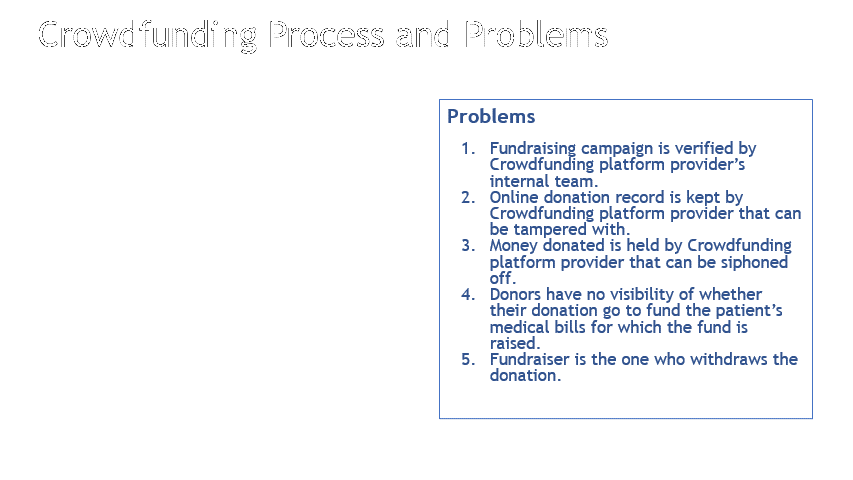 Crowdfunding Process and Problems
Problems
1. Fundraising campaign is verified by
Crowdfunding platform provider's
internal team.
2. Online donation record is kept by
Crowdfunding platform provider that can
be tampered with.
3. Money donated is held by Crowdfunding
platform provider that can be siphoned
off.
4. Donors have no visibility of whether
their donation go to fund the patient's
medical bills for which the fund is
raised.
5. Fundraiser is the one who withdraws the
donation.